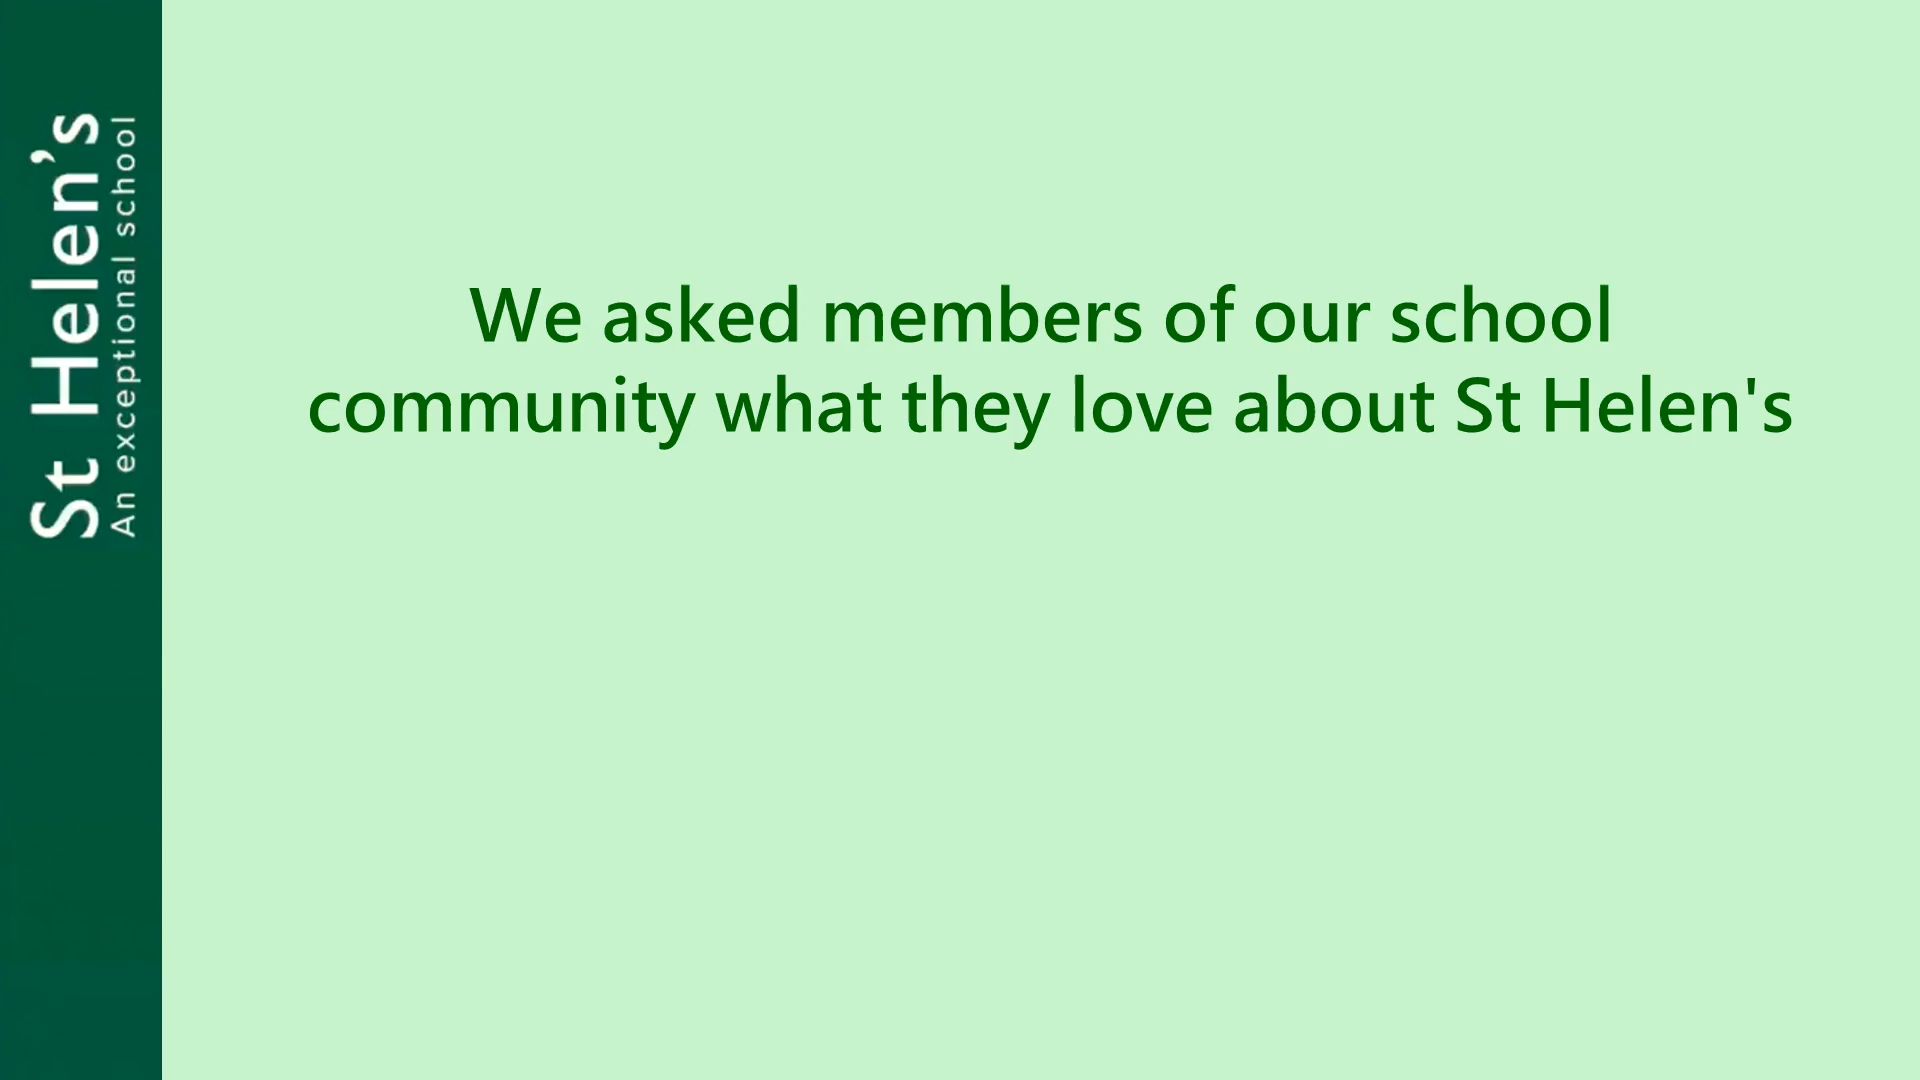 St Helen’s
An exceptional school
We asked members of our school
community what they love about St Helen's